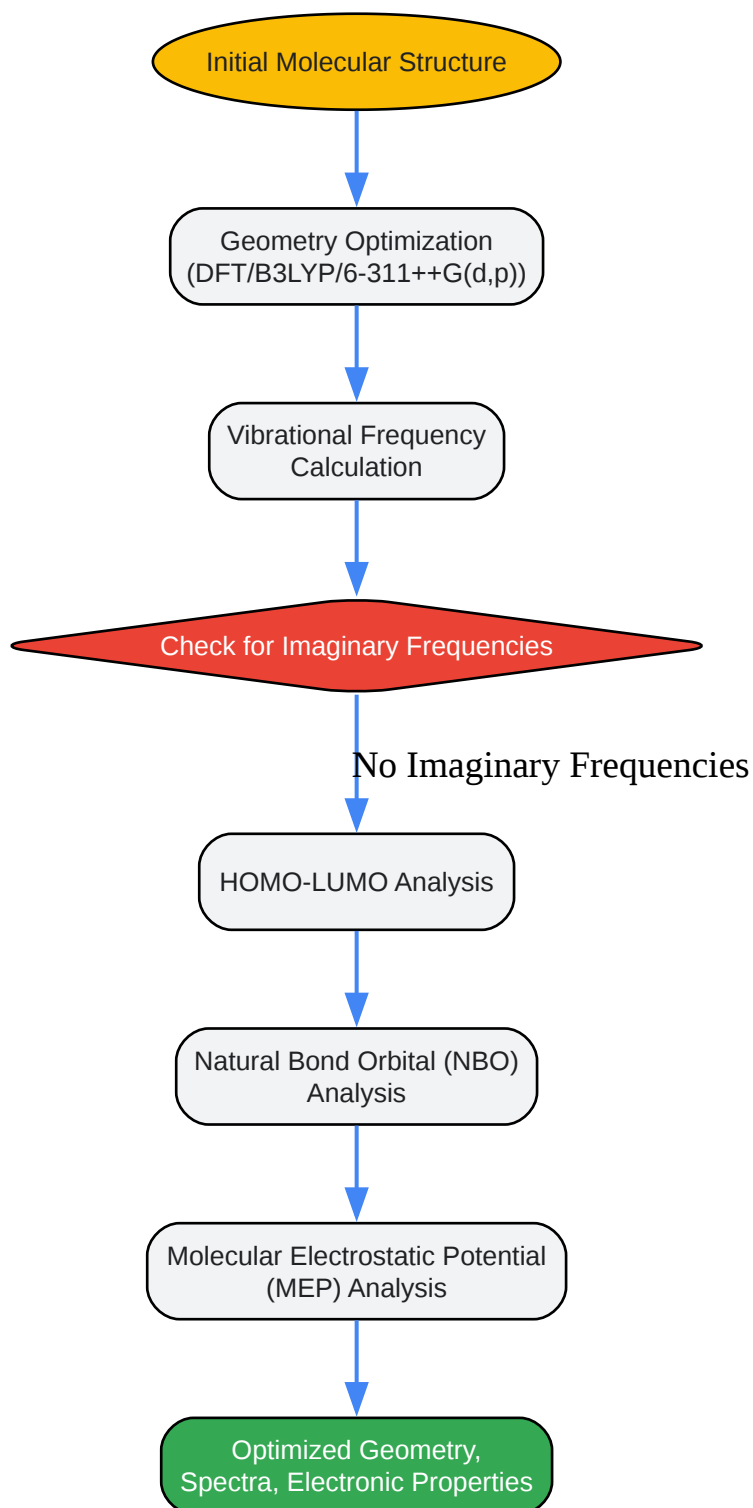 Initial Molecular Structure
Geometry Optimization
(DFT/B3LYP/6-311++G(d,p))
Vibrational Frequency
Calculation
Check for Imaginary Frequencies
No Imaginary Frequencies
HOMO-LUMO Analysis
Natural Bond Orbital (NBO)
Analysis
Molecular Electrostatic Potential
(MEP) Analysis
Optimized Geometry,
Spectra, Electronic Properties